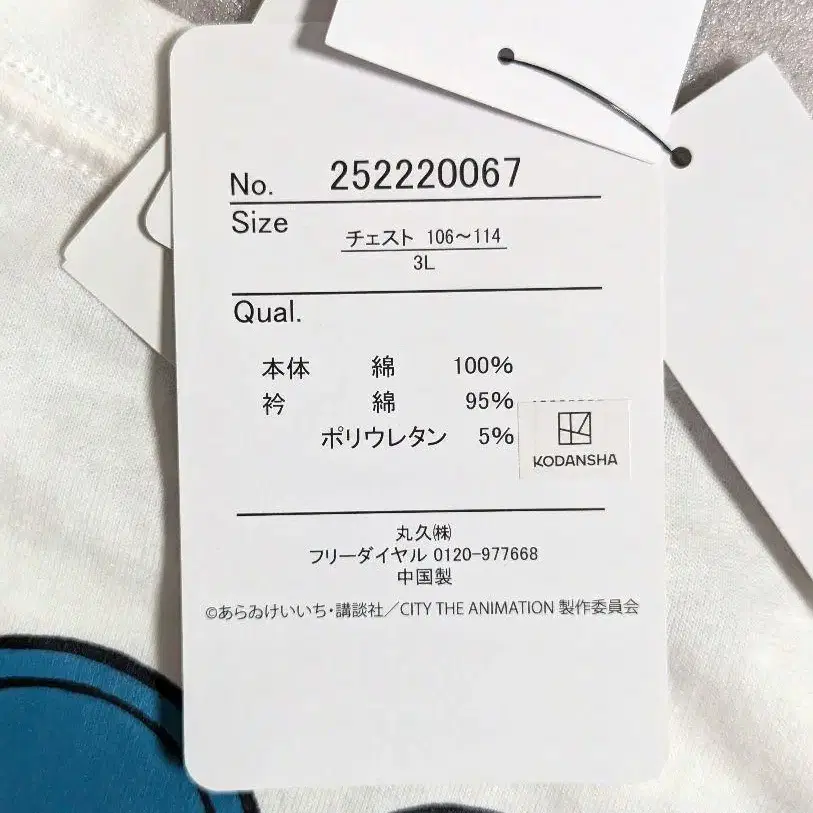 No. 252220067
Size
チェスト 106～114
3L
Qual.
本体 綿 100%
衿 綿 95%
ポリウレタン 5%
KODANSHA
丸久㈱
フリーダイヤル 0120-977668
中国製
©あらゐけいいち・講談社／CITY THE ANIMATION 製作委員会